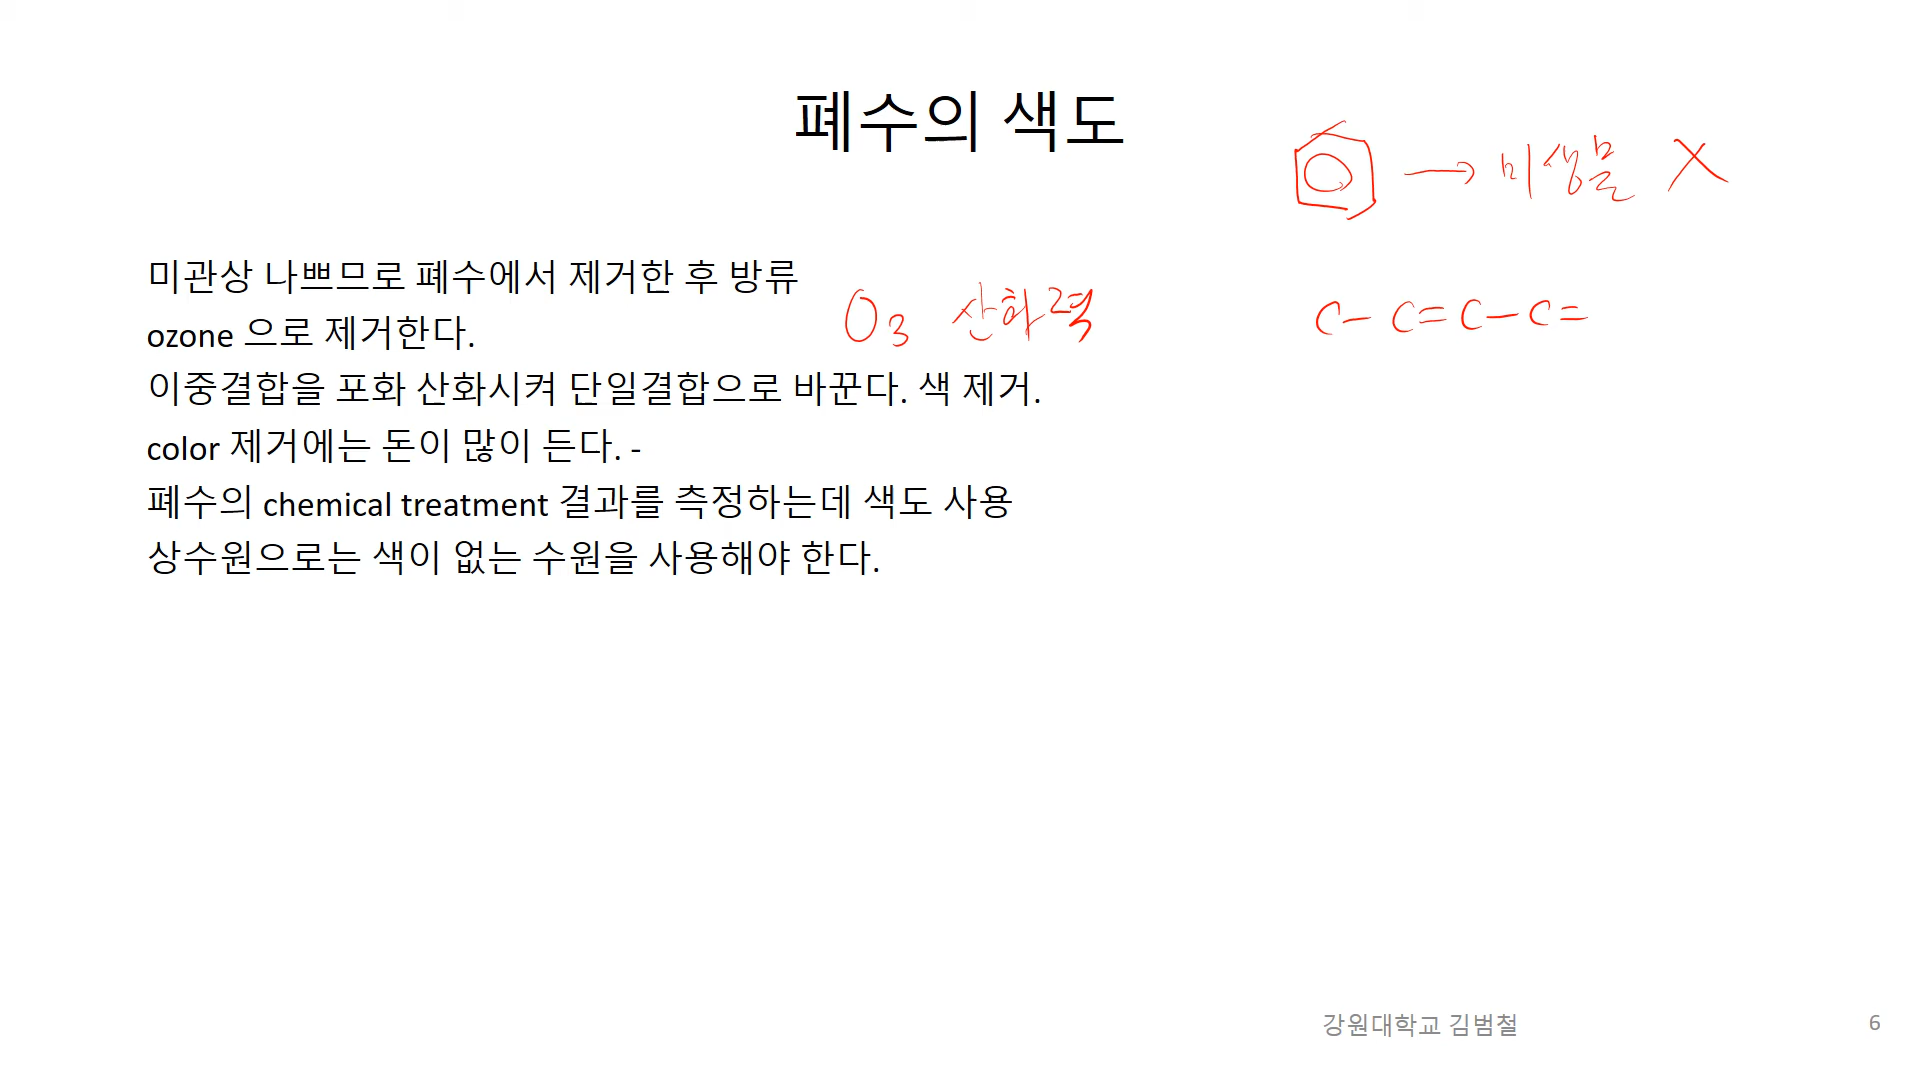 폐수의 색도
→ 미생물 X
미관상 나쁘므로 폐수에서 제거한 후 방류
ozone 으로 제거한다.
O3 산화력
C- C=C-C=
이중결합을 포화 산화시켜 단일결합으로 바꾼다. 색 제거.
color 제거에는 돈이 많이 든다. -
폐수의 chemical treatment 결과를 측정하는데 색도 사용
상수원으로는 색이 없는 수원을 사용해야 한다.
강원대학교 김범철
6